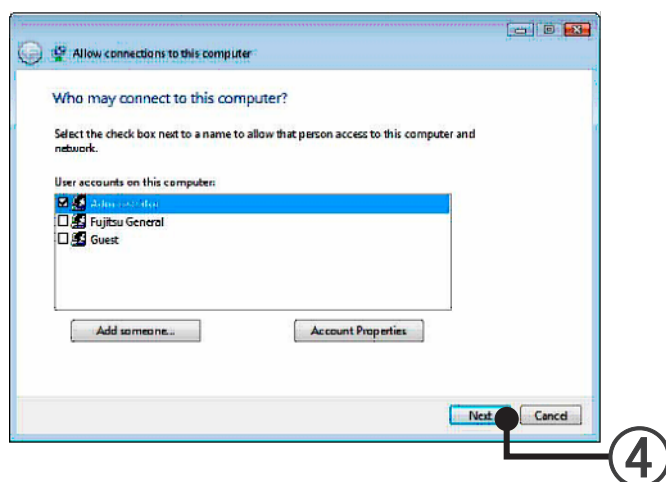 Allow connections to this computer
Who may connect to this computer?
Select the check box next to a name to allow that person access to this computer and
network.
User accounts on this computer:
Fujitsu General
Guest
Add someone...
Account Properties
Next
Cancel
4